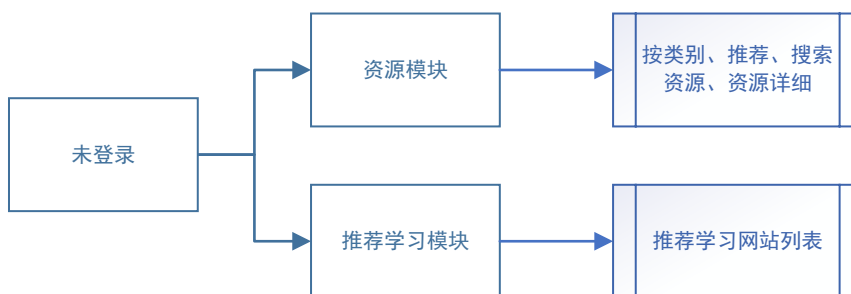 未登录
资源模块
按类别、推荐、搜索
资源、资源详细
推荐学习模块
推荐学习网站列表